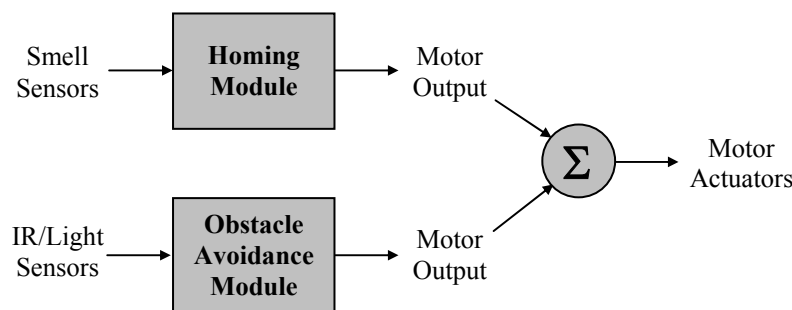 Smell
Sensors
Homing
Module
Motor
Output
Σ
Motor
Actuators
IR/Light
Sensors
Obstacle
Avoidance
Module
Motor
Output